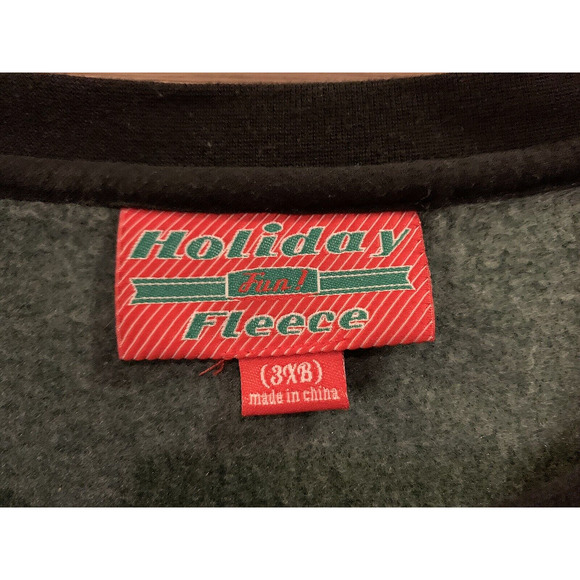 Holiday
Fun!
Fleece
(3XB)
made in china